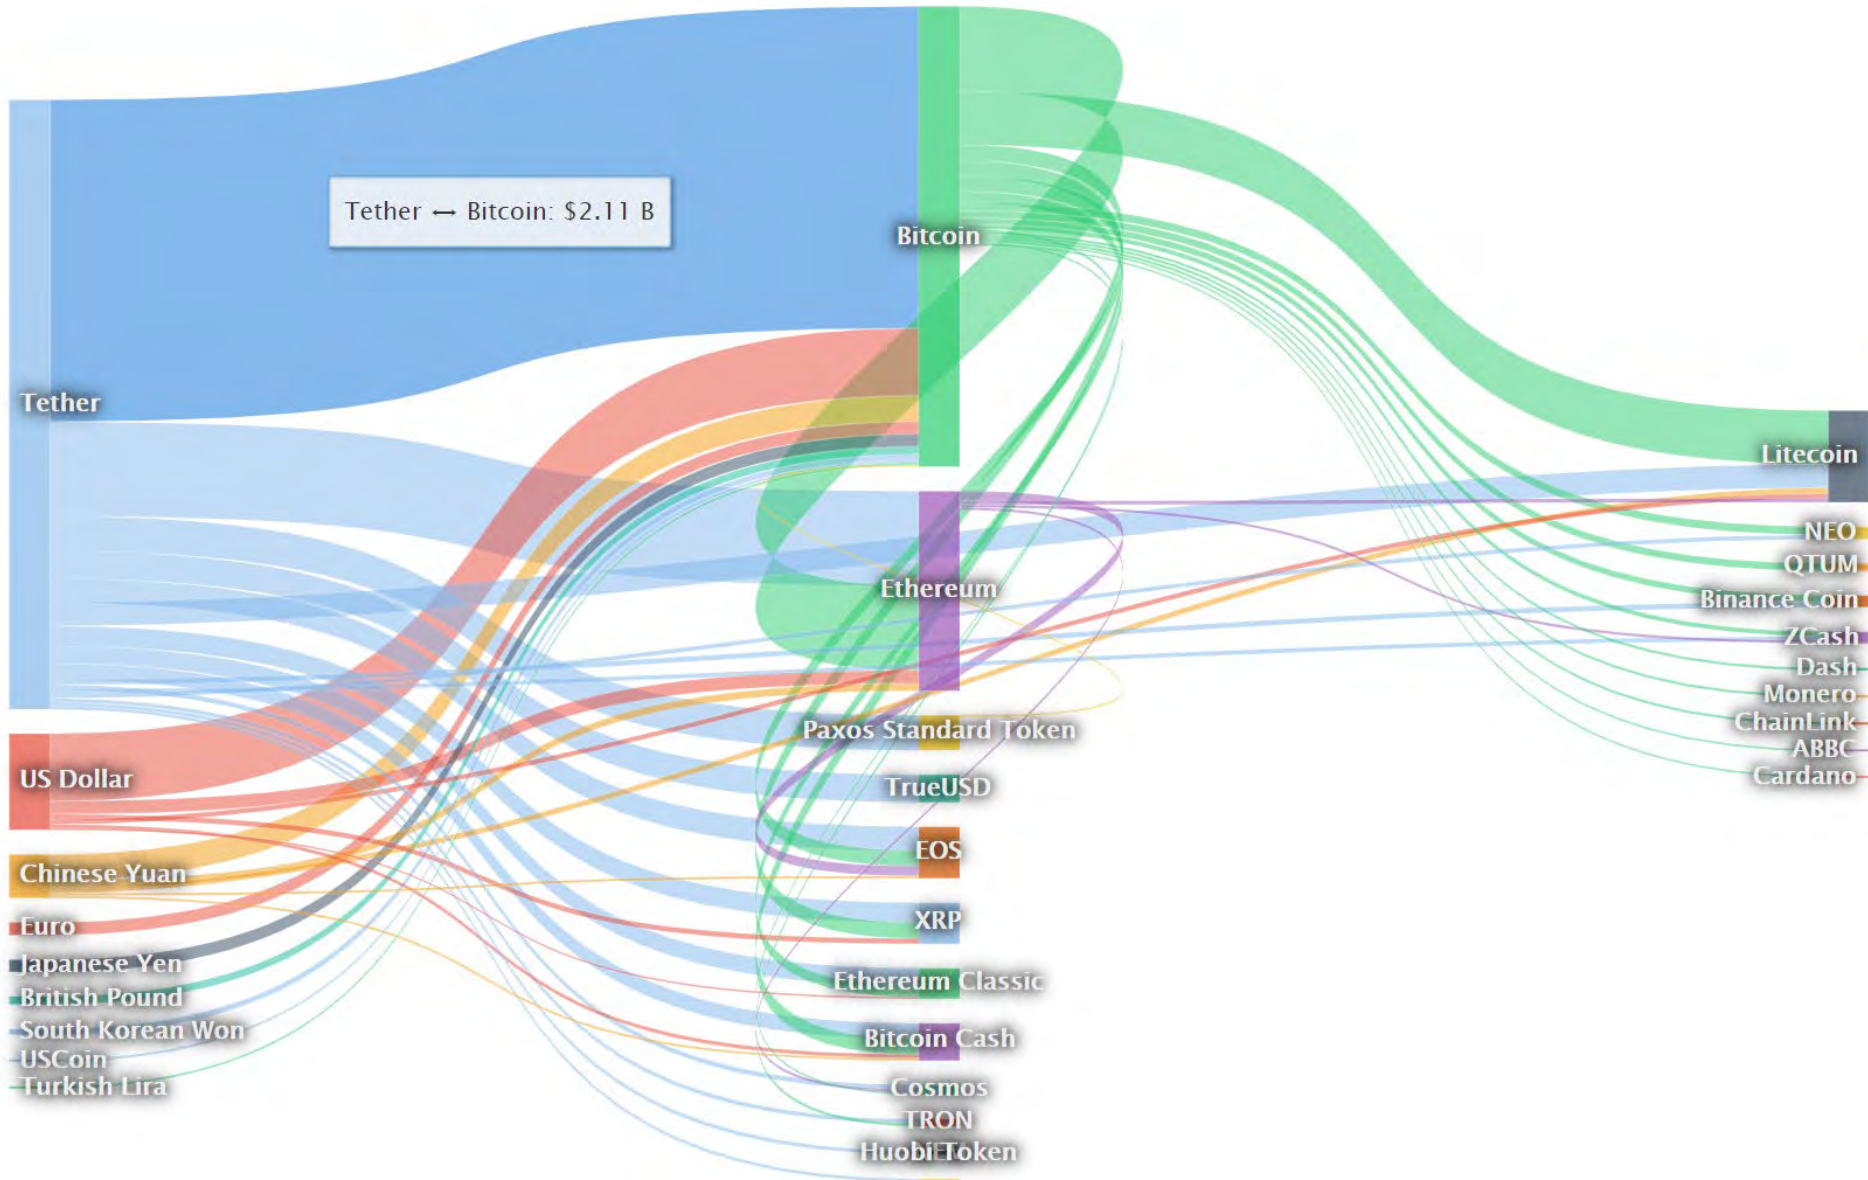 Tether ↔ Bitcoin: $2.11 B
Bitcoin
Tether
Litecoin
NEO
QTUM
Ethereum
Binance Coin
ZCash
Dash
Monero
Paxos Standard Token
ChainLink
ABBC
US Dollar
Cardano
TrueUSD
EOS
Chinese Yuan
XRP
Euro
Japanese Yen
Ethereum Classic
British Pound
South Korean Won
Bitcoin Cash
USCoin
Turkish Lira
Cosmos
TRON
Huobi Token